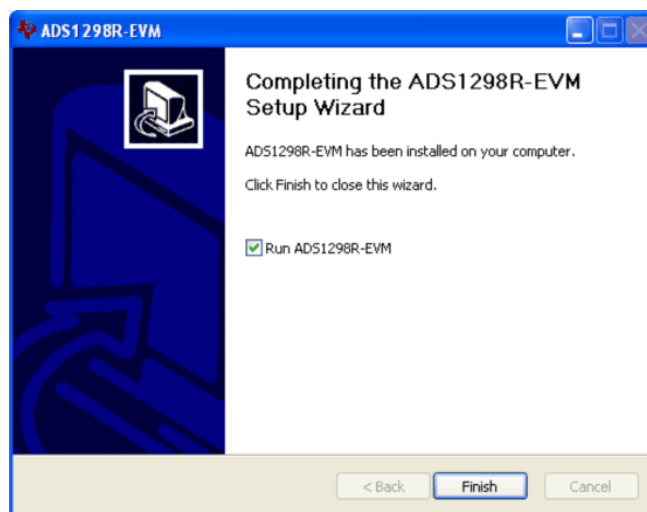 ADS1298R-EVM
Completing the ADS1298R-EVM
Setup Wizard
ADS1298R-EVM has been installed on your computer.
Click Finish to close this wizard.
Run ADS1298R-EVM
< Back
Finish
Cancel